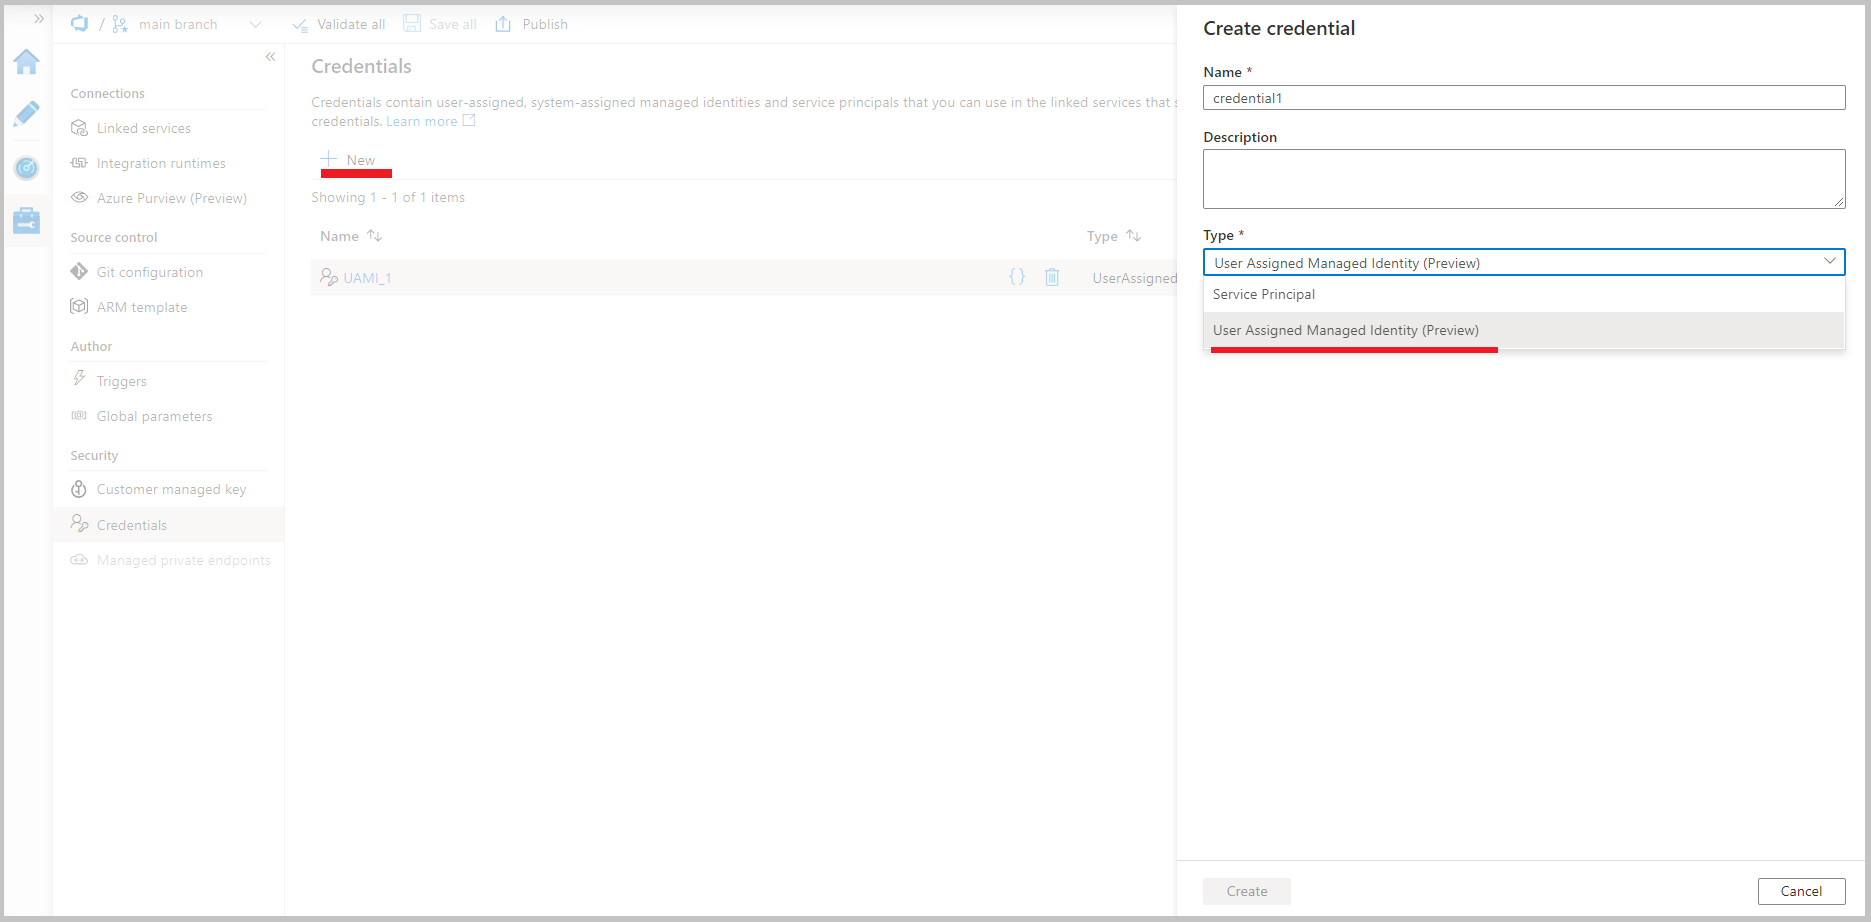 main branch
Validate all
Save all
Publish
Connections
Linked services
Integration runtimes
Azure Purview (Preview)
Source control
Git configuration
ARM template
Author
Triggers
Global parameters
Security
Customer managed key
Credentials
Managed private endpoints
Credentials
Credentials contain user-assigned, system-assigned managed identities and service principals that you can use in the linked services that s
credentials. Learn more
New
Showing 1 - 1 of 1 items
Name
Type
UAMI_1
UserAssigned
Create credential
Name *
credential1
Description
Type *
User Assigned Managed Identity (Preview)
Service Principal
User Assigned Managed Identity (Preview)
Create
Cancel